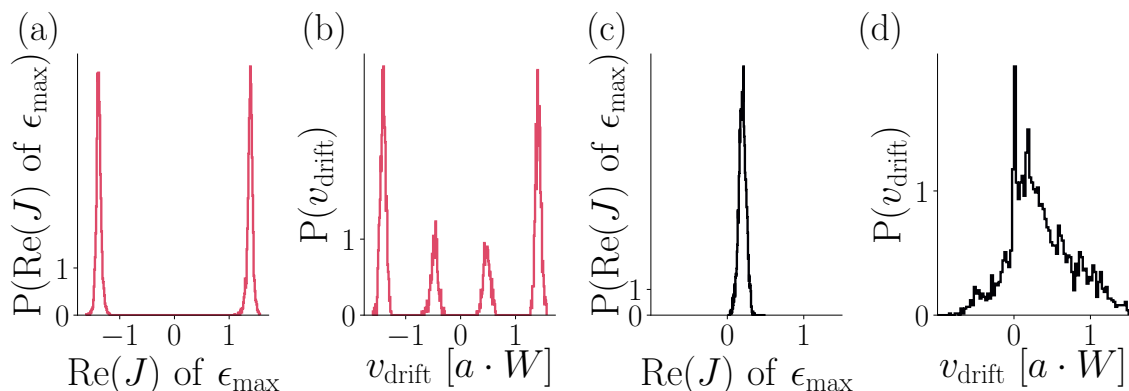 (a)
P(Re(J) of ϵmax)
1
0
−1 0 1
Re(J) of ϵmax
(b)
P(vdrift)
1
0
−1 0 1
vdrift [a · W]
(c)
P(Re(J) of ϵmax)
1
0
0 1
Re(J) of ϵmax
(d)
P(vdrift)
1
0
0 1
vdrift [a · W]